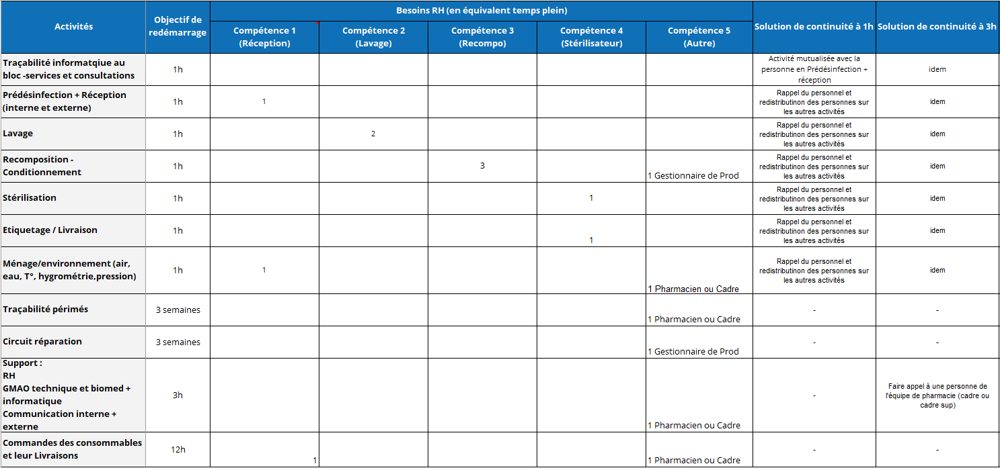 Activités
Objectif de
redémarrage
Besoins RH (en équivalent temps plein)
Compétence 1
(Réception)
Compétence 2
(Lavage)
Compétence 3
(Recompo)
Compétence 4
(Stérilisateur)
Compétence 5
(Autre)
Solution de continuité à 1h
Solution de continuité à 3h
Traçabilité informatqiue au
bloc -services et consultations
1h
Activité mutualisée avec la
personne en Prédésinfection +
réception
idem
Prédésinfection + Réception
(interne et externe)
1h
1
Rappel du personnel et
redistributinon des personnes sur
les autres activités
idem
Lavage
1h
2
Rappel du personnel et
redistributinon des personnes sur
les autres activités
idem
Recomposition -
Conditionnement
1h
3
1 Gestionnaire de Prod
Rappel du personnel et
redistributinon des personnes sur
les autres activités
idem
Stérilisation
1h
1
Rappel du personnel et
redistributinon des personnes sur
les autres activités
idem
Etiquetage / Livraison
1h
1
Rappel du personnel et
redistributinon des personnes sur
les autres activités
idem
Ménage/environnement (air,
eau, T°, hygrométrie,pression)
1h
1
1 Pharmacien ou Cadre
Rappel du personnel et
redistributinon des personnes sur
les autres activités
idem
Traçabilité périmés
3 semaines
1 Pharmacien ou Cadre
-
-
Circuit réparation
3 semaines
1 Gestionnaire de Prod
-
-
Support :
RH
GMAO technique et biomed +
informatique
Communication interne +
externe
3h
1 Pharmacien ou Cadre
-
Faire appel à une personne de
l'équipe de pharmacie (cadre ou
cadre sup)
Commandes des consommables
et leur Livraisons
12h
1
1 Pharmacien ou Cadre
-
-